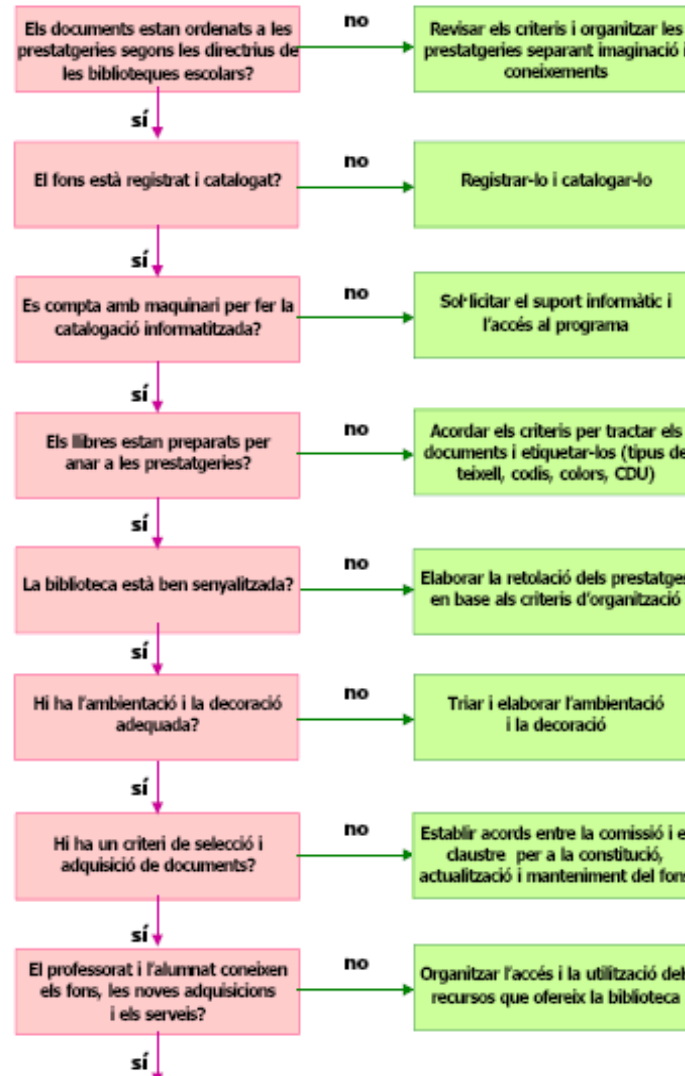 Els documents estan ordenats a les
prestatgeries segons les directrius de
les biblioteques escolars?
no
Revisar els criteris i organitzar les
prestatgeries separant imaginació i
coneixements
sí
El fons està registrat i catalogat?
no
Registrar-lo i catalogar-lo
sí
Es compta amb maquinari per fer la
catalogació informatitzada?
no
Sol·licitar el suport informàtic i
l'accés al programa
sí
Els llibres estan preparats per
anar a les prestatgeries?
no
Acordar els criteris per tractar els
documents i etiquetar-los (tipus de
teixell, codis, colors, CDU)
sí
La biblioteca està ben senyalitzada?
no
Elaborar la retolació dels prestatges
en base als criteris d'organització
sí
Hi ha l'ambientació i la decoració
adequada?
no
Triar i elaborar l'ambientació
i la decoració
sí
Hi ha un criteri de selecció i
adquisició de documents?
no
Establir acords entre la comissió i el
claustre per a la constitució,
actualització i manteniment del fons
sí
El professorat i l'alumnat coneixen
els fons, les noves adquisicions
i els serveis?
no
Organitzar l'accés i la utilització dels
recursos que ofereix la biblioteca
sí